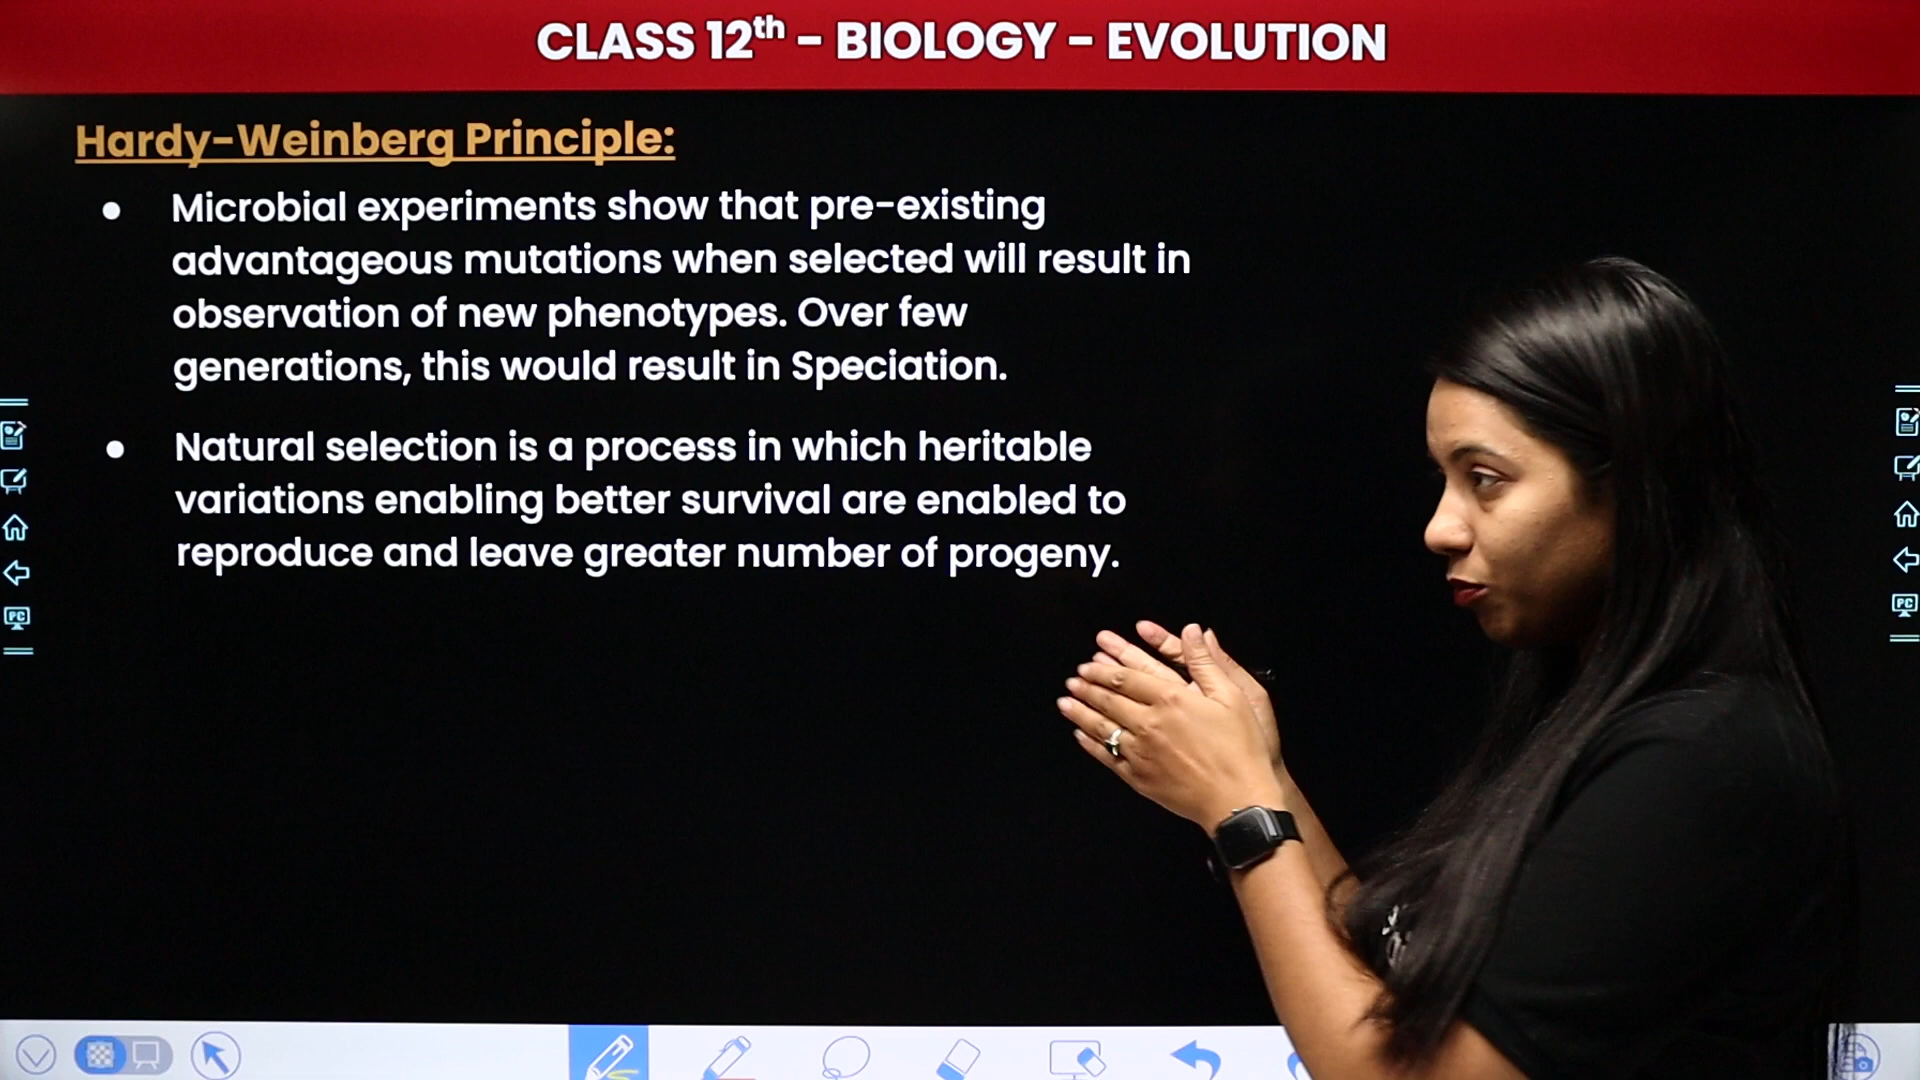 CLASS 12th - BIOLOGY - EVOLUTION
Hardy-Weinberg Principle:
• Microbial experiments show that pre-existing
advantageous mutations when selected will result in
observation of new phenotypes. Over few
generations, this would result in Speciation.
• Natural selection is a process in which heritable
variations enabling better survival are enabled to
reproduce and leave greater number of progeny.
PC
PC